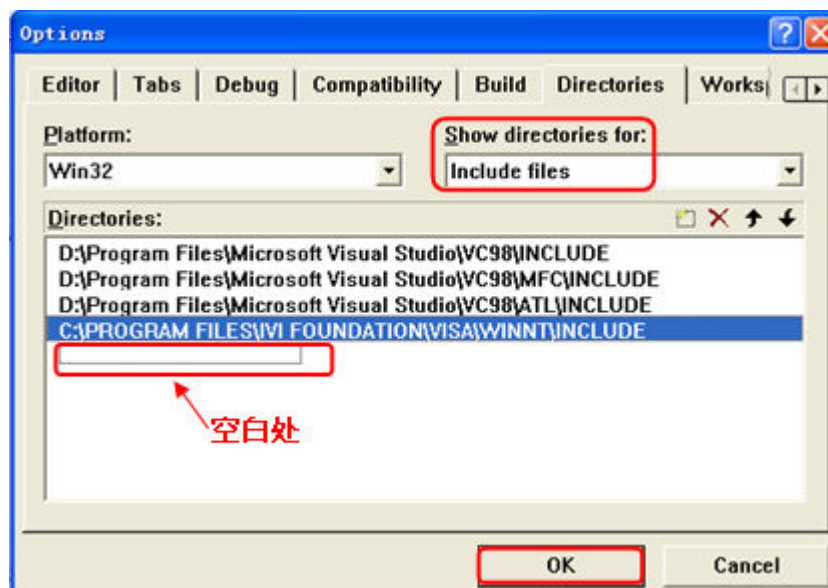 Options
Editor Tabs Debug Compatibility Build Directories
Platform: Show directories for:
Win32 Include files
Directories:
D:\Program Files\Microsoft Visual Studio\VC98\INCLUDE
D:\Program Files\Microsoft Visual Studio\VC98\MFC\INCLUDE
D:\Program Files\Microsoft Visual Studio\VC98\ATL\INCLUDE
C:\PROGRAM FILES\IVI FOUNDATION\VISA\WINNT\INCLUDE
空白处
OK Cancel